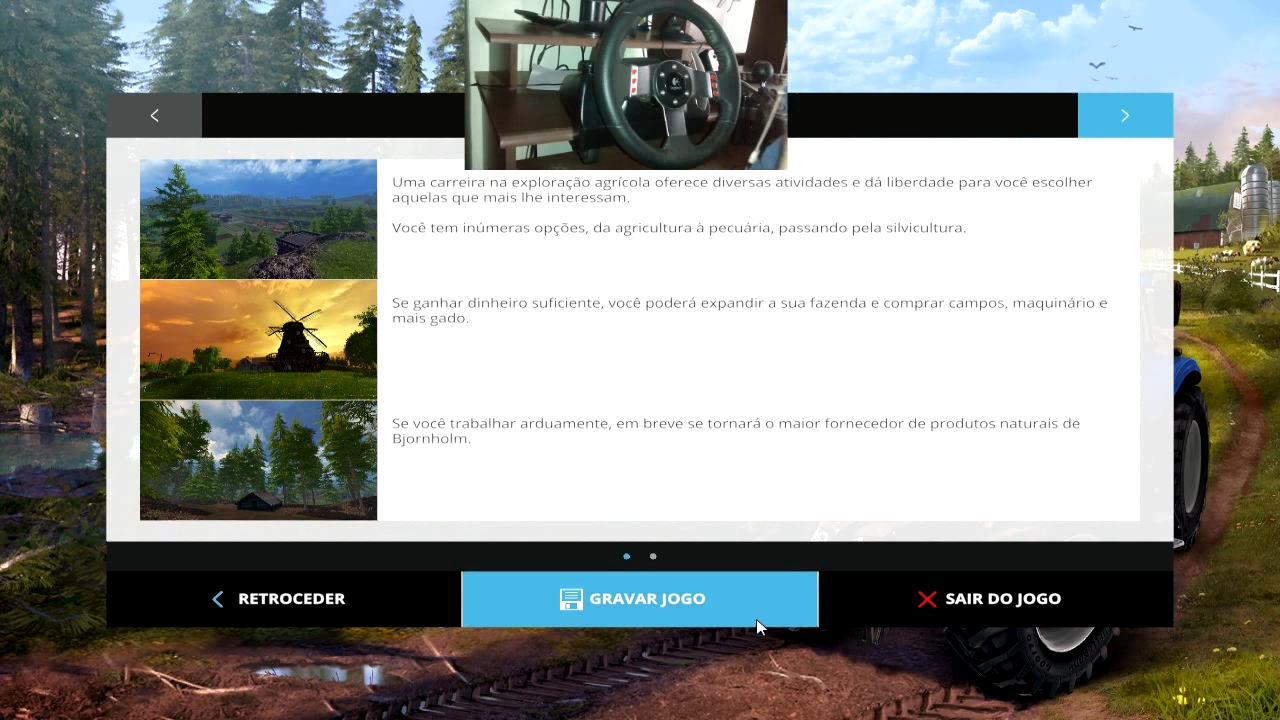 Uma carreira na exploração agrícola oferece diversas atividades e dá liberdade para você escolher
aquelas que mais lhe interessam.
Você tem inúmeras opções, da agricultura à pecuária, passando pela silvicultura.
Se ganhar dinheiro suficiente, você poderá expandir a sua fazenda e comprar campos, maquinário e
mais gado.
Se você trabalhar arduamente, em breve se tornará o maior fornecedor de produtos naturais de
Bjornholm.
RETROCEDER
GRAVAR JOGO
SAIR DO JOGO